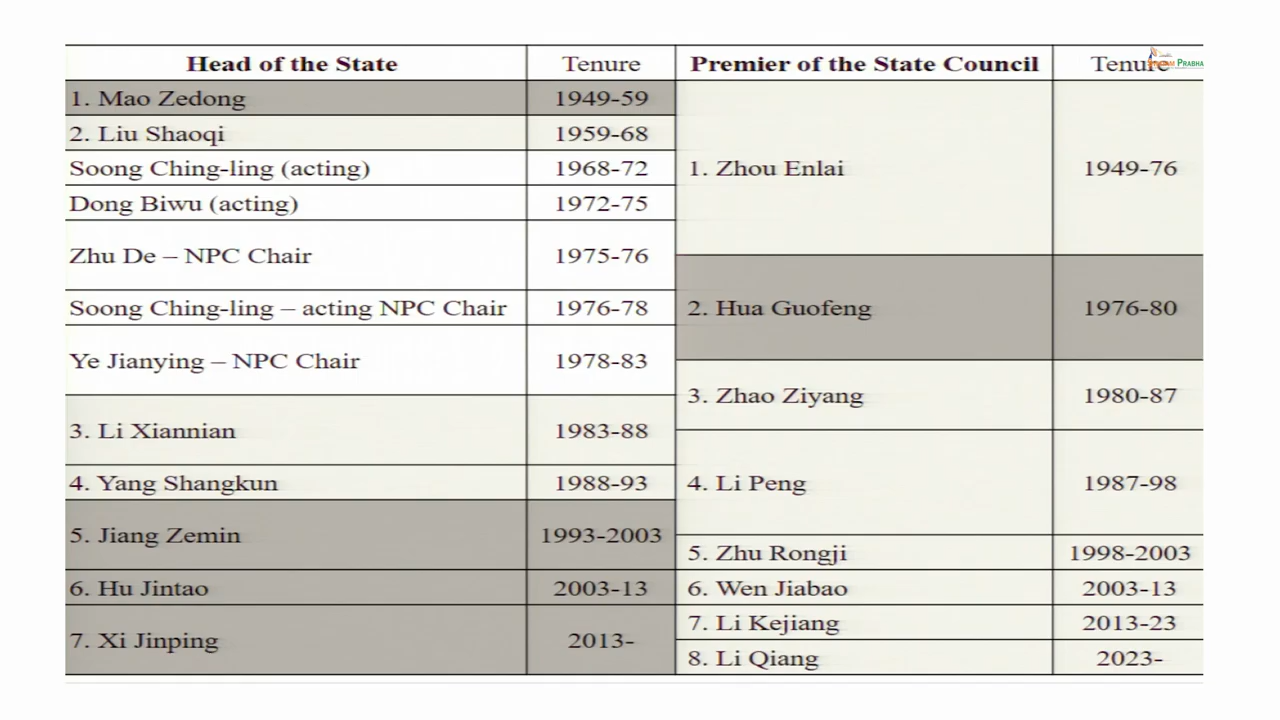 Head of the State Tenure Premier of the State Council Tenure
1. Mao Zedong 1949-59
2. Liu Shaoqi 1959-68
Soong Ching-ling (acting) 1968-72 1. Zhou Enlai 1949-76
Dong Biwu (acting) 1972-75
Zhu De – NPC Chair 1975-76
Soong Ching-ling – acting NPC Chair 1976-78 2. Hua Guofeng 1976-80
Ye Jianying – NPC Chair 1978-83
3. Zhao Ziyang 1980-87
3. Li Xiannian 1983-88
4. Yang Shangkun 1988-93 4. Li Peng 1987-98
5. Jiang Zemin 1993-2003
5. Zhu Rongji 1998-2003
6. Hu Jintao 2003-13 6. Wen Jiabao 2003-13
7. Li Kejiang 2013-23
7. Xi Jinping 2013-
8. Li Qiang 2023-
PRABHA